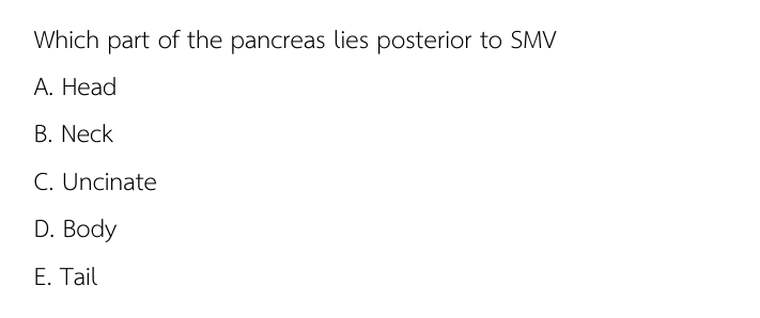 Which part of the pancreas lies posterior to SMV
A. Head
B. Neck
C. Uncinate
D. Body
E. Tail